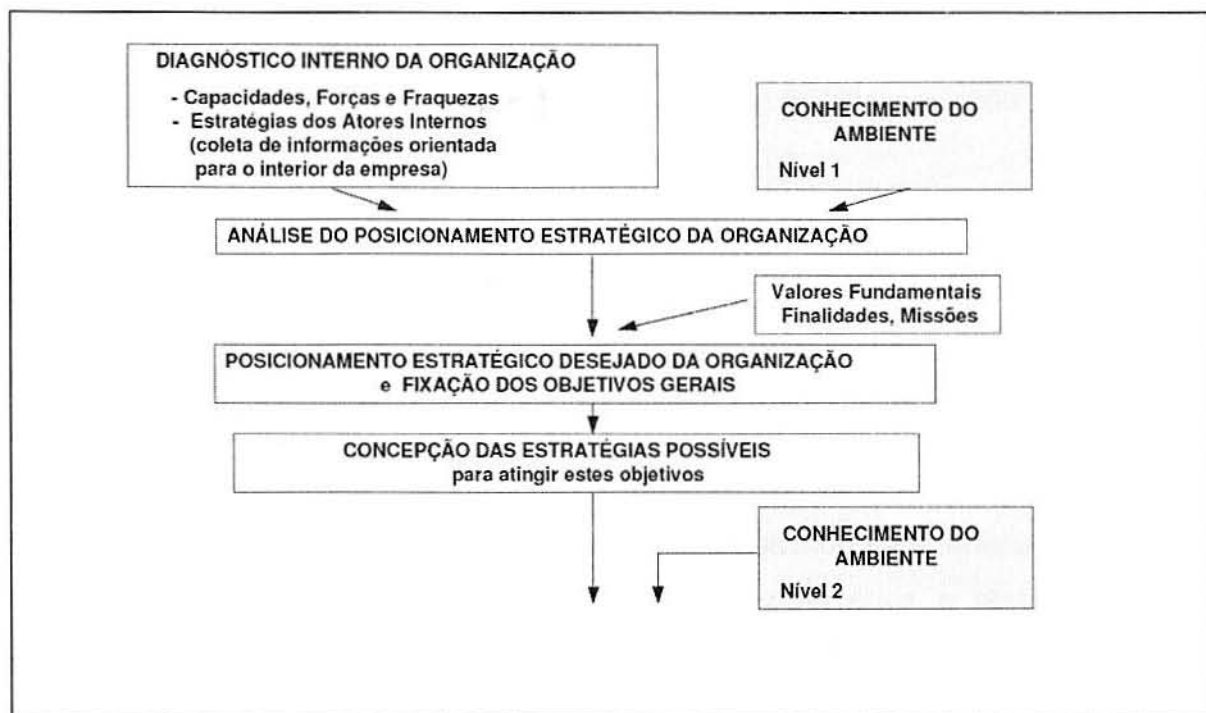 DIAGNÓSTICO INTERNO DA ORGANIZAÇÃO
- Capacidades, Forças e Fraquezas
- Estratégias dos Atores Internos
(coleta de informações orientada
para o interior da empresa)
CONHECIMENTO DO
AMBIENTE
Nível 1
ANÁLISE DO POSICIONAMENTO ESTRATÉGICO DA ORGANIZAÇÃO
Valores Fundamentais
Finalidades, Missões
POSICIONAMENTO ESTRATÉGICO DESEJADO DA ORGANIZAÇÃO
e FIXAÇÃO DOS OBJETIVOS GERAIS
CONCEPÇÃO DAS ESTRATÉGIAS POSSÍVEIS
para atingir estes objetivos
CONHECIMENTO DO
AMBIENTE
Nível 2